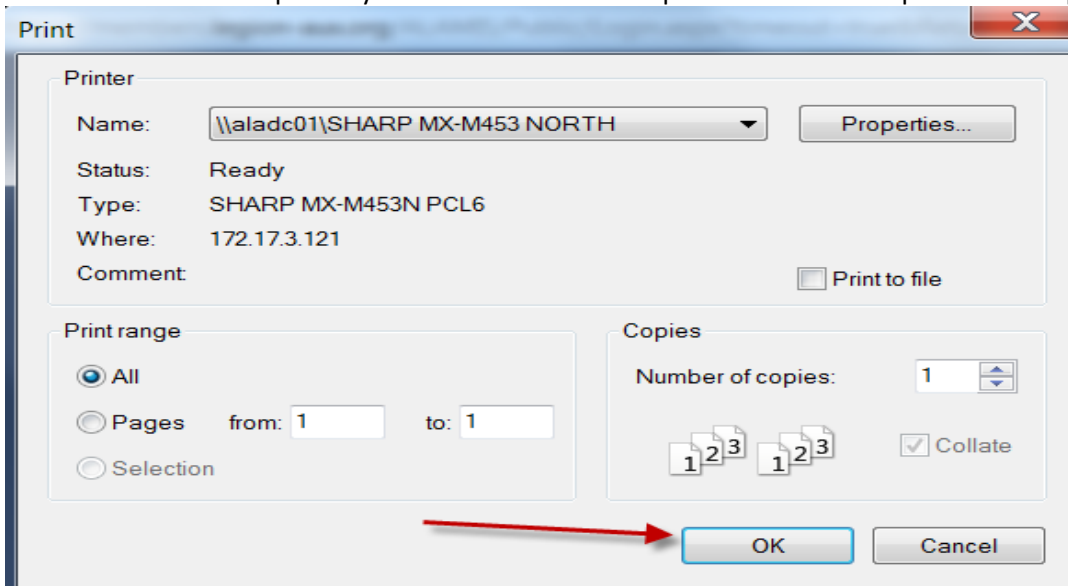 Print
Printer
Name: \\aladc01\SHARP MX-M453 NORTH Properties...
Status: Ready
Type: SHARP MX-M453N PCL6
Where: 172.17.3.121
Comment:
Print to file
Print range
Copies
All
Number of copies: 1
Pages from: 1 to: 1
1 2 3 1 2 3 Collate
Selection
OK Cancel